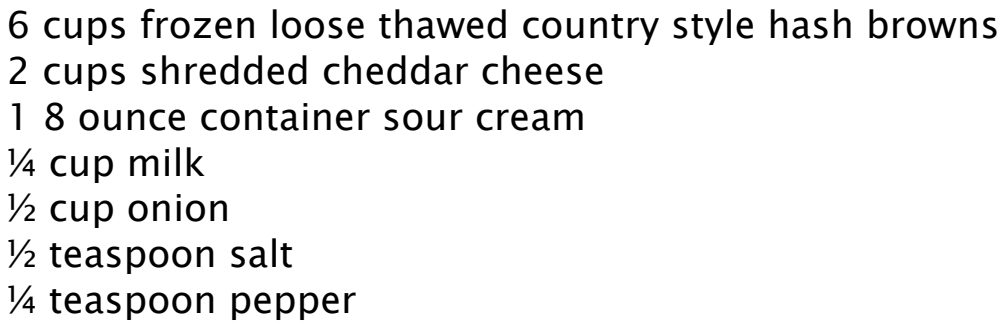 6 cups frozen loose thawed country style hash browns
2 cups shredded cheddar cheese
1 8 ounce container sour cream
¼ cup milk
½ cup onion
½ teaspoon salt
¼ teaspoon pepper